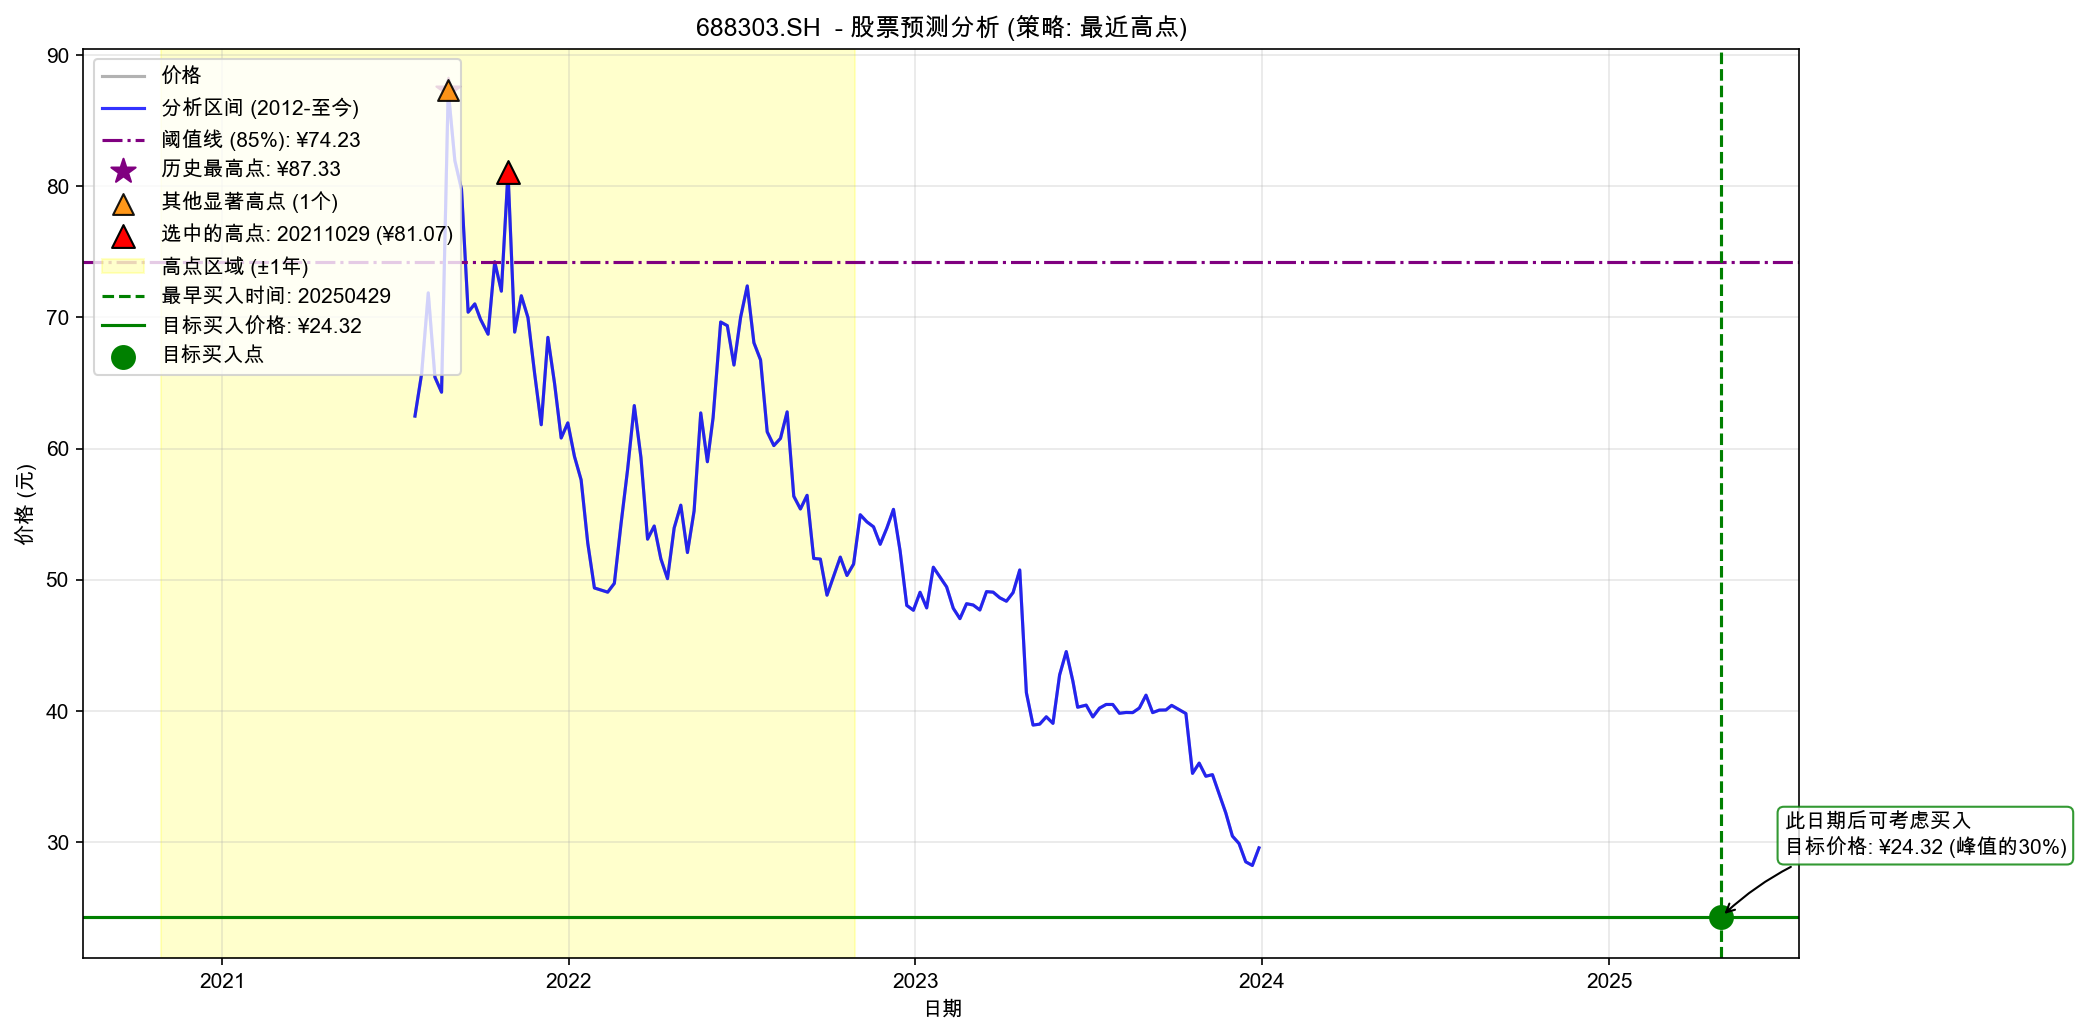 688303.SH - 股票预测分析 (策略: 最近高点)
90
80
70
60
50
40
30
价格 (元)
价格
分析区间 (2012-至今)
阈值线 (85%): ¥74.23
历史最高点: ¥87.33
其他显著高点 (1个)
选中的高点: 20211029 (¥81.07)
高点区域 (±1年)
最早买入时间: 20250429
目标买入价格: ¥24.32
目标买入点
此日期后可考虑买入
目标价格: ¥24.32 (峰值的30%)
2021
2022
2023
2024
2025
日期